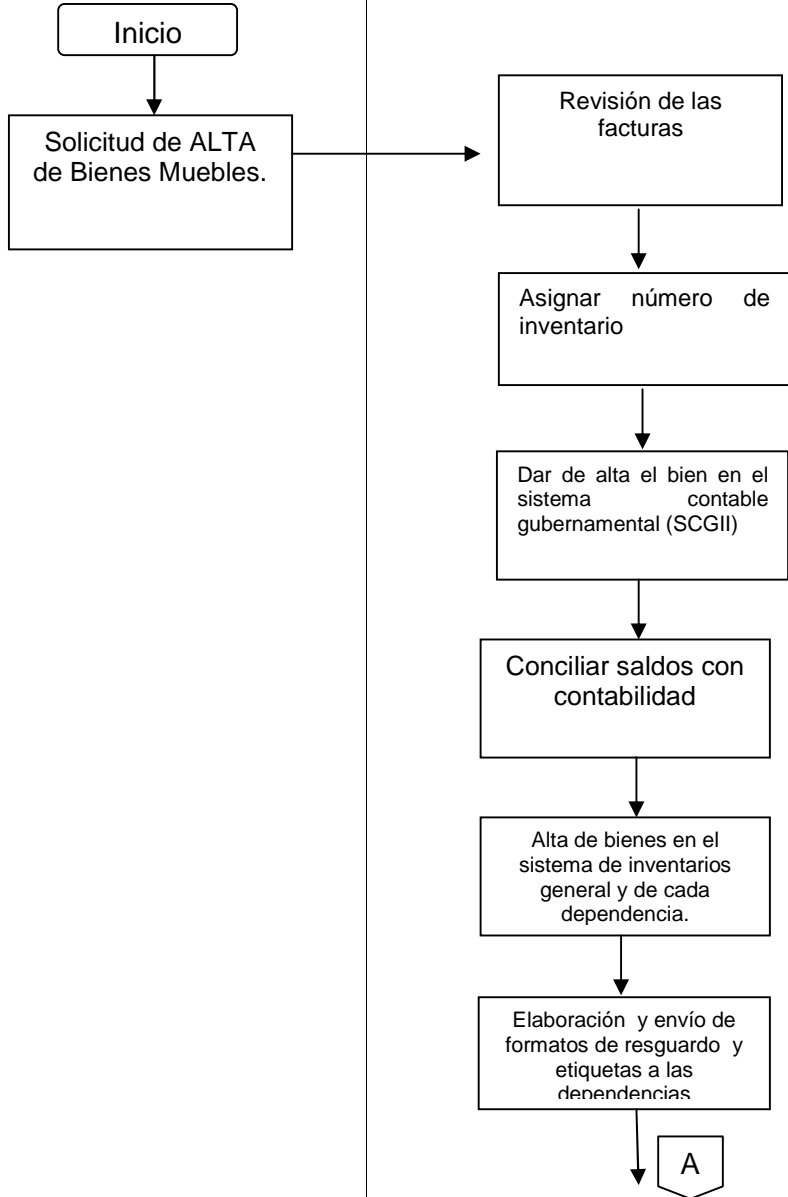 Inicio
Solicitud de ALTA
de Bienes Muebles.
Revisión de las
facturas
Asignar número de
inventario
Dar de alta el bien en el
sistema contable
gubernamental (SCGII)
Conciliar saldos con
contabilidad
Alta de bienes en el
sistema de inventarios
general y de cada
dependencia.
Elaboración y envío de
formatos de resguardo y
etiquetas a las
dependencias
A